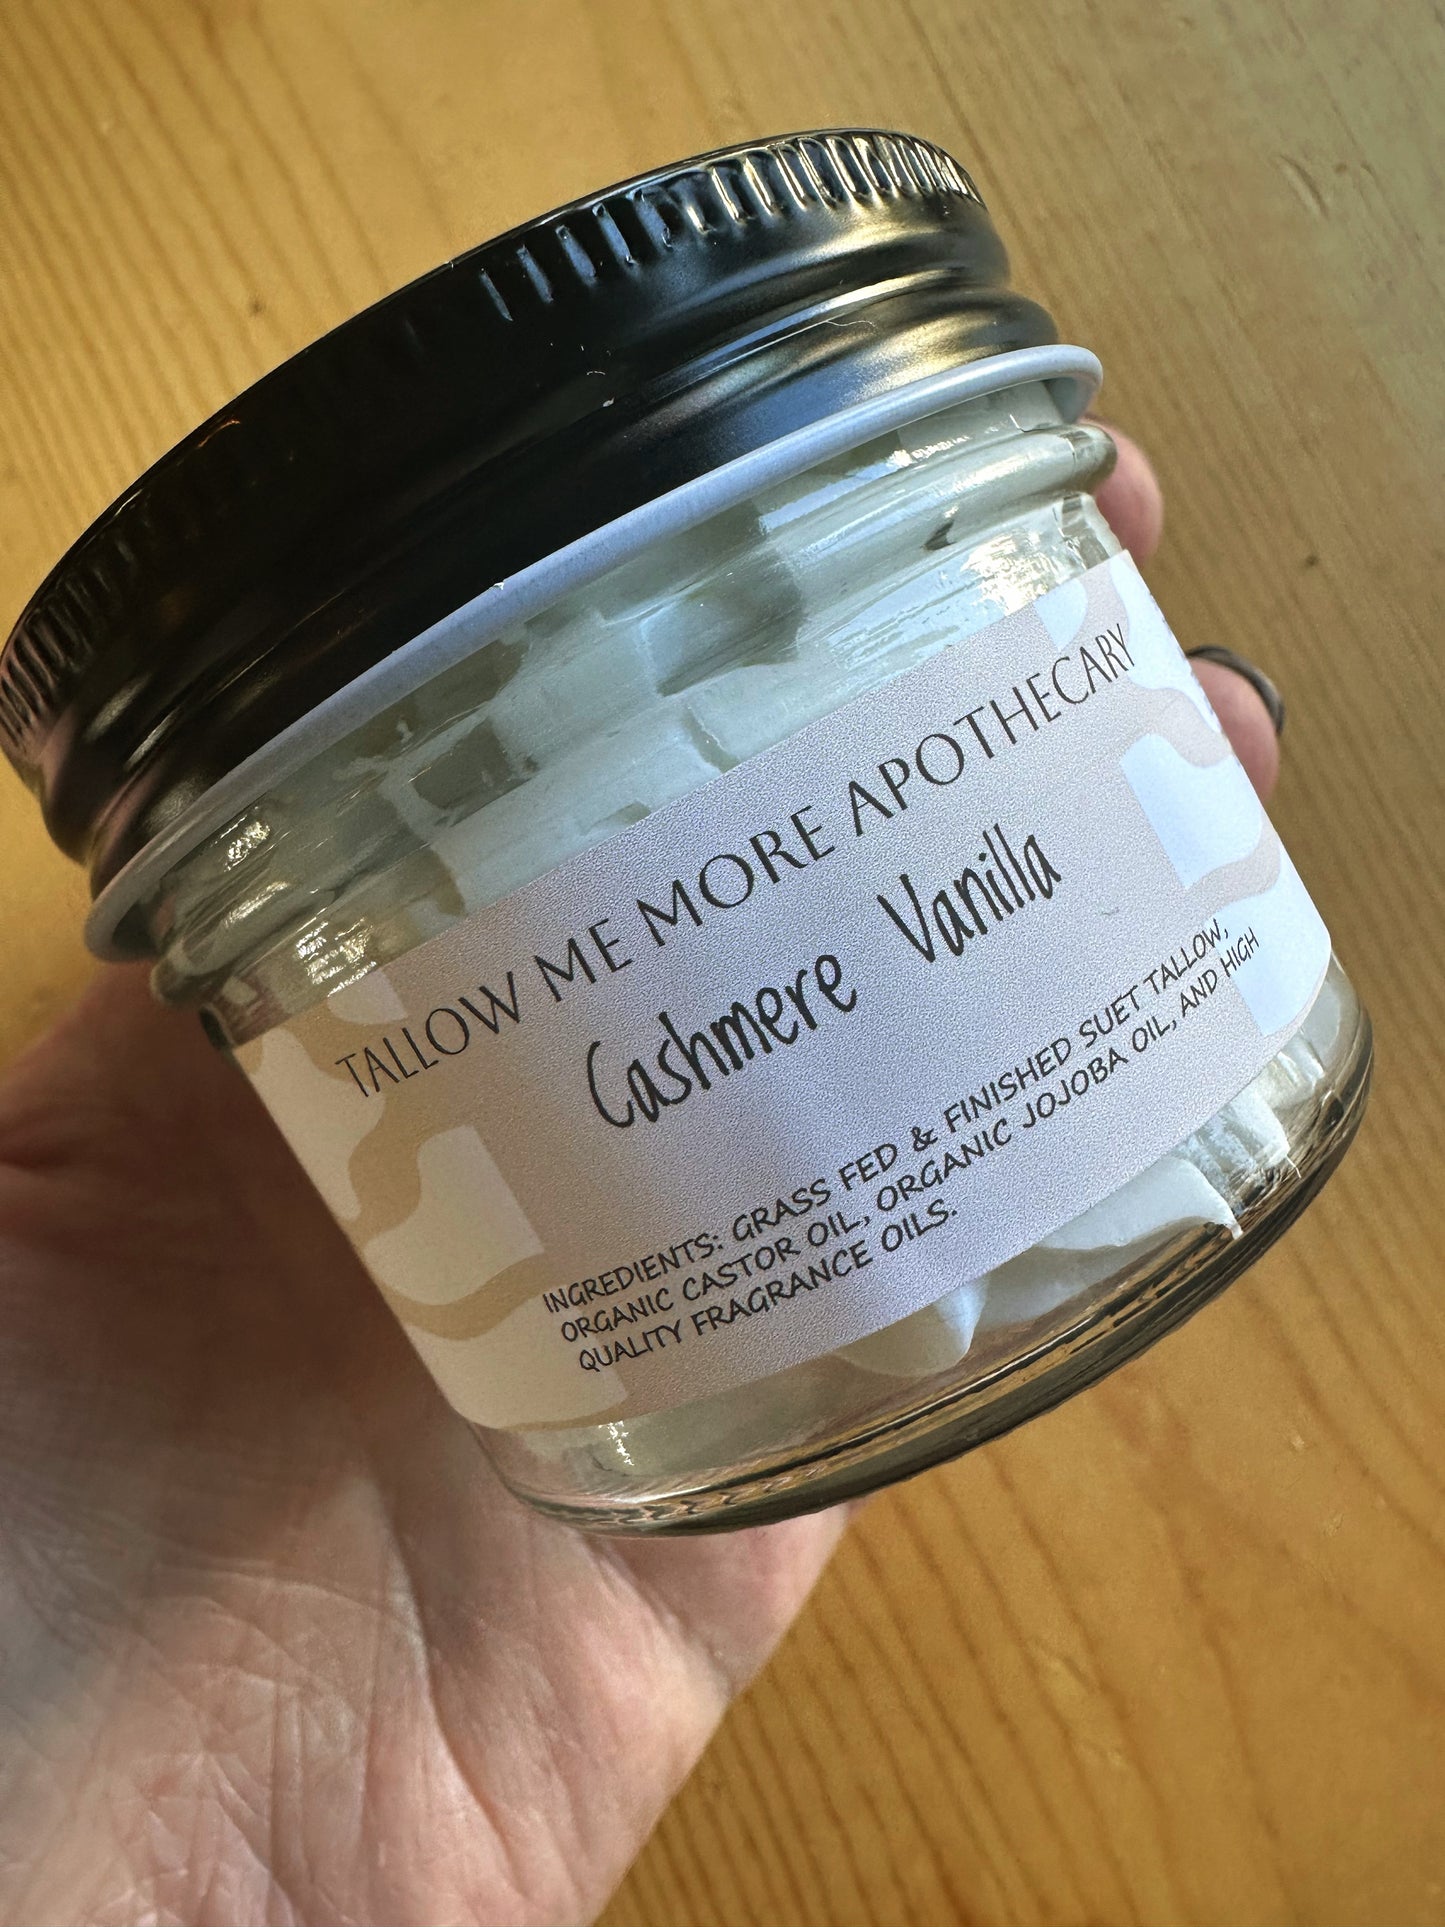 TALLOW ME MORE APOTHECARY
Cashmere Vanilla
INGREDIENTS: GRASS FED & FINISHED SUET TALLOW,
ORGANIC CASTOR OIL, ORGANIC JOJOBA OIL, AND HIGH
QUALITY FRAGRANCE OILS.